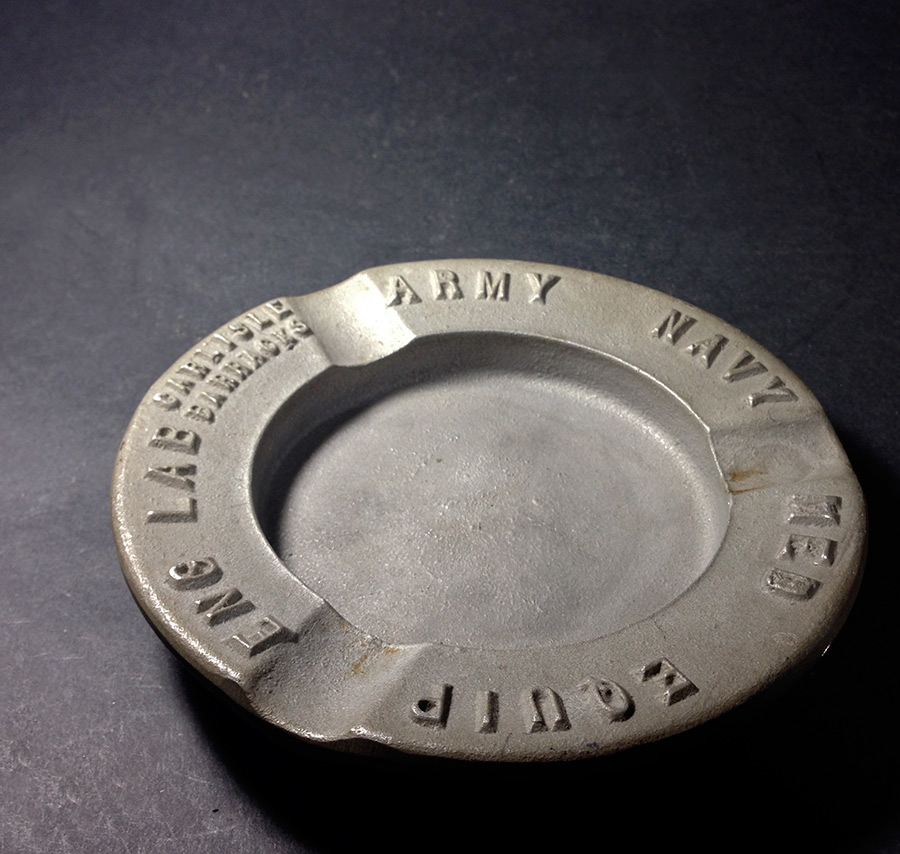 ARMY NAVY MED EQUIP ENG LAB
CARLISLE
BARRACKS